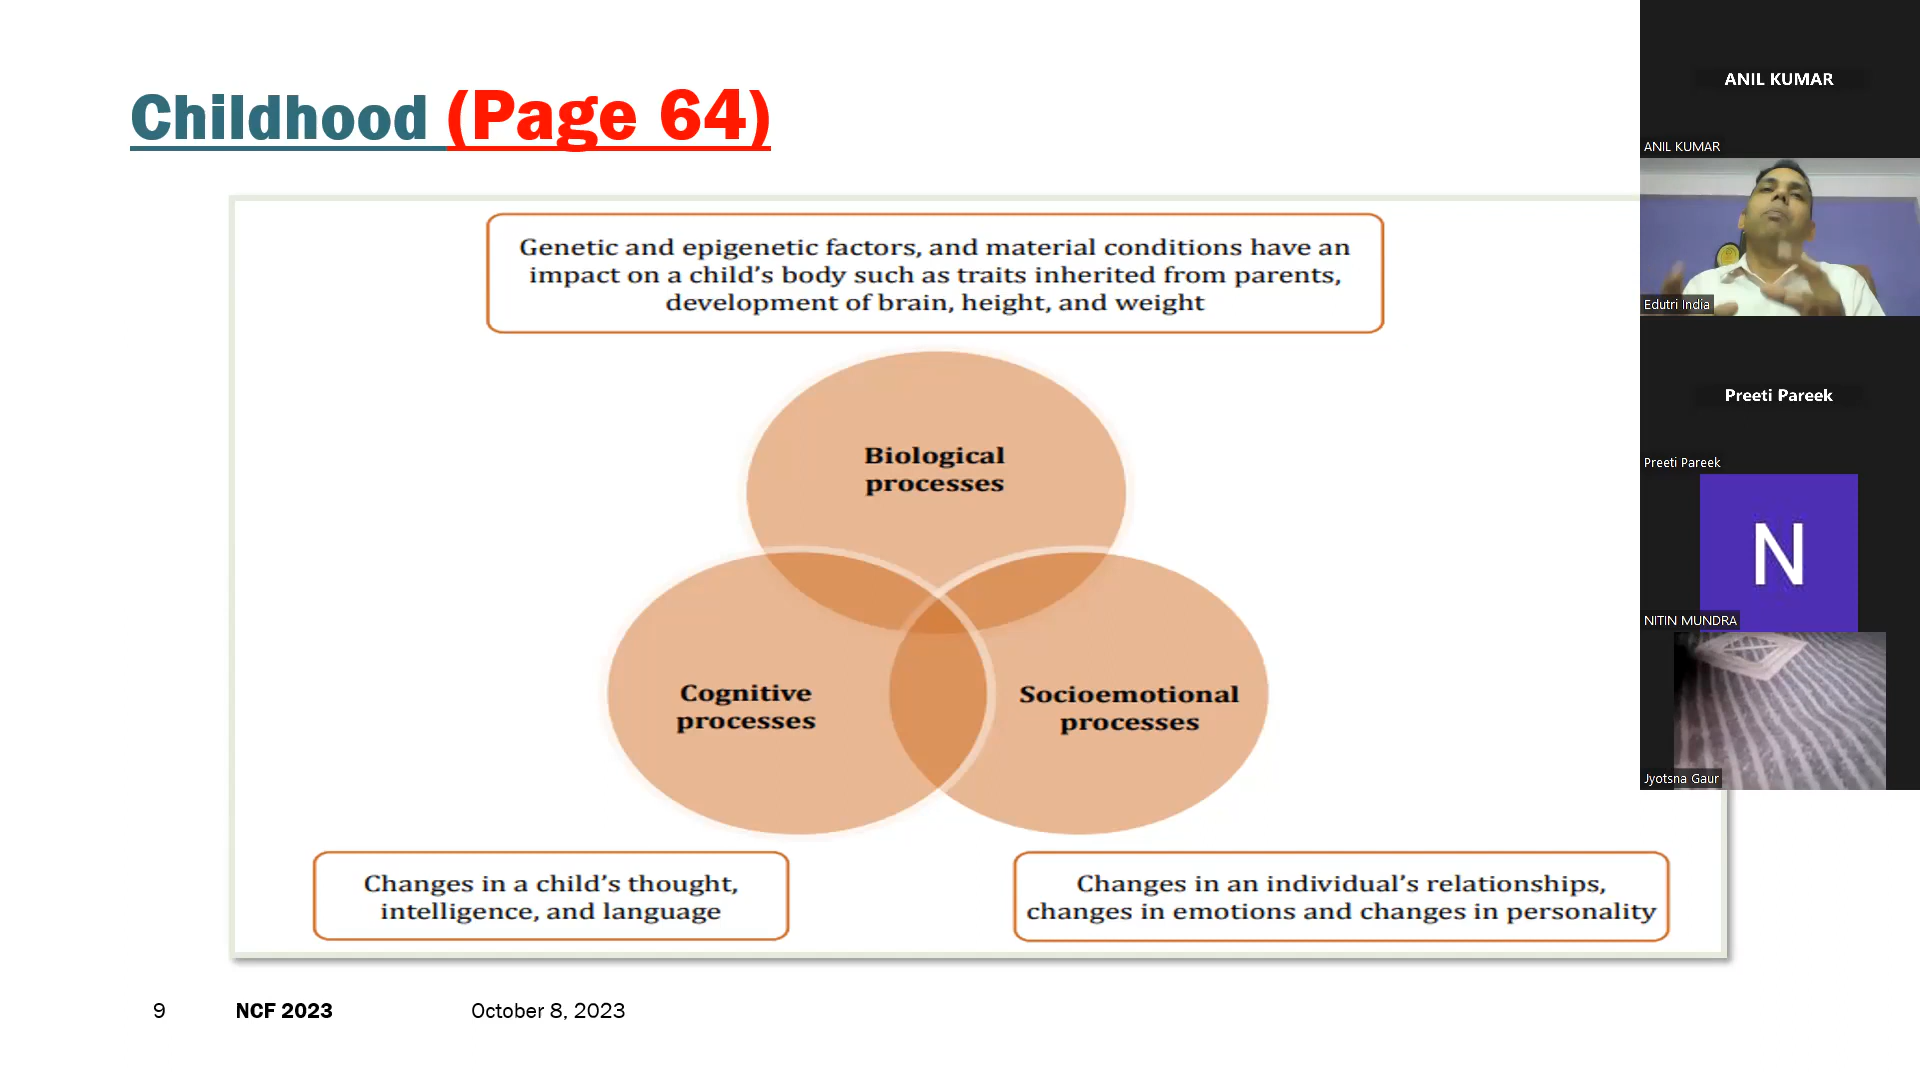 Childhood (Page 64)
Genetic and epigenetic factors, and material conditions have an
impact on a child's body such as traits inherited from parents,
development of brain, height, and weight
Biological
processes
Cognitive
processes
Socioemotional
processes
Changes in a child's thought,
intelligence, and language
Changes in an individual's relationships,
changes in emotions and changes in personality
9 NCF 2023 October 8, 2023
ANIL KUMAR
ANIL KUMAR
Edutri India
Preeti Pareek
Preeti Pareek
N
NITIN MUNDRA
Jyotsna Gaur